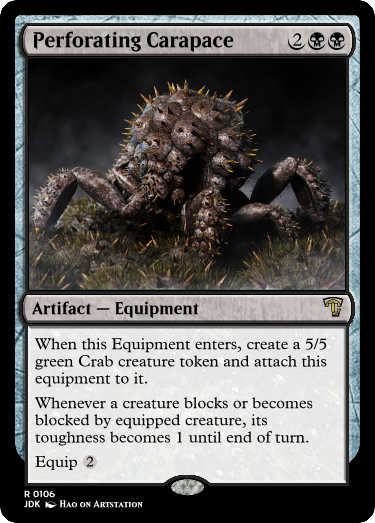 Perforating Carapace 2
Artifact — Equipment
When this Equipment enters, create a 5/5
green Crab creature token and attach this
equipment to it.
Whenever a creature blocks or becomes
blocked by equipped creature, its
toughness becomes 1 until end of turn.
Equip 2
R 0106
JDK Hao on Artstation